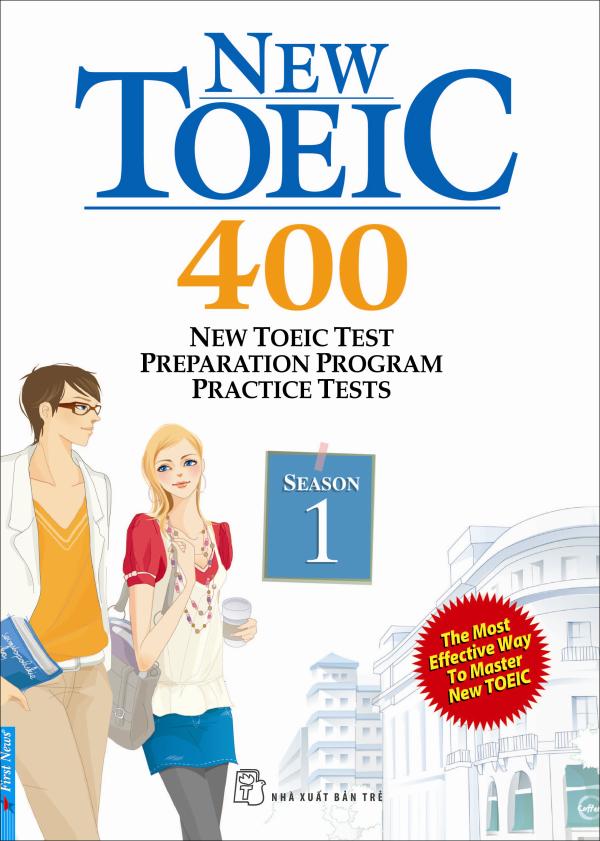 NEW
TOEIC
400
NEW TOEIC TEST
PREPARATION PROGRAM
PRACTICE TESTS
SEASON
1
The Most
Effective Way
To Master
New TOEIC
First News®
NHÀ XUẤT BẢN TRẺ
Coffee